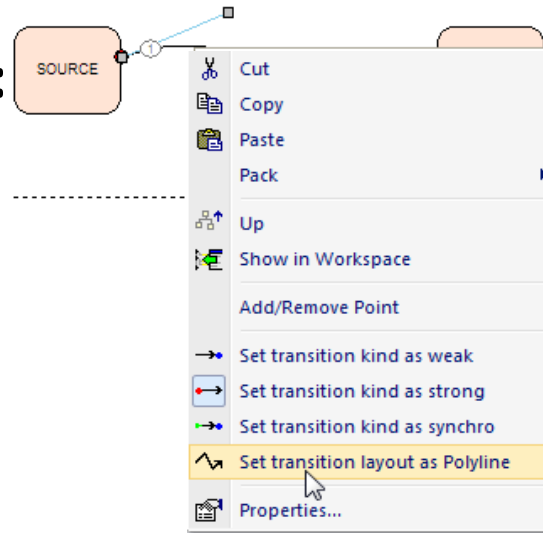 SOURCE
1
Cut
Copy
Paste
Pack
Up
Show in Workspace
Add/Remove Point
Set transition kind as weak
Set transition kind as strong
Set transition kind as synchro
Set transition layout as Polyline
Properties...